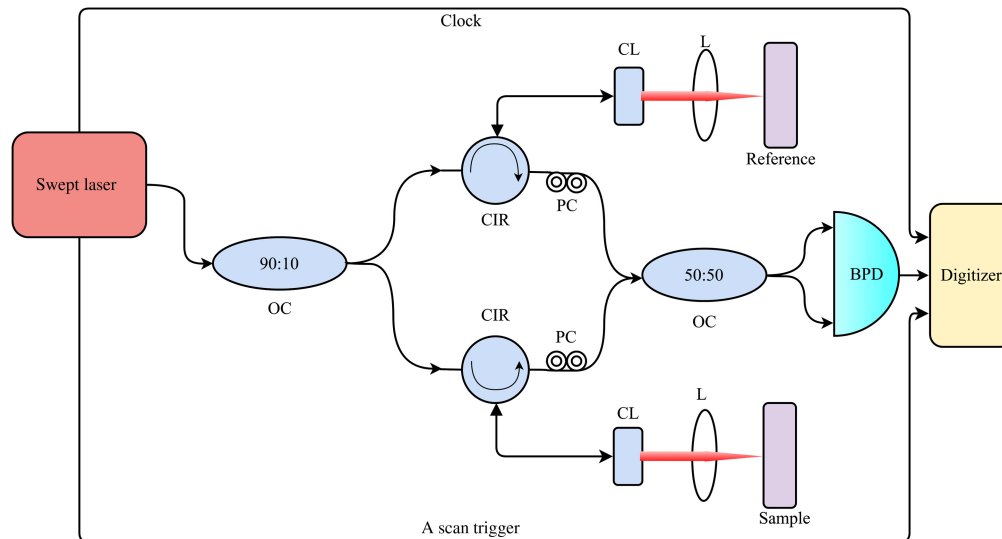 Clock
L
CL
Swept laser
Reference
CIR
PC
90:10
OC
50:50
OC
BPD
Digitizer
CIR
PC
L
CL
Sample
A scan trigger